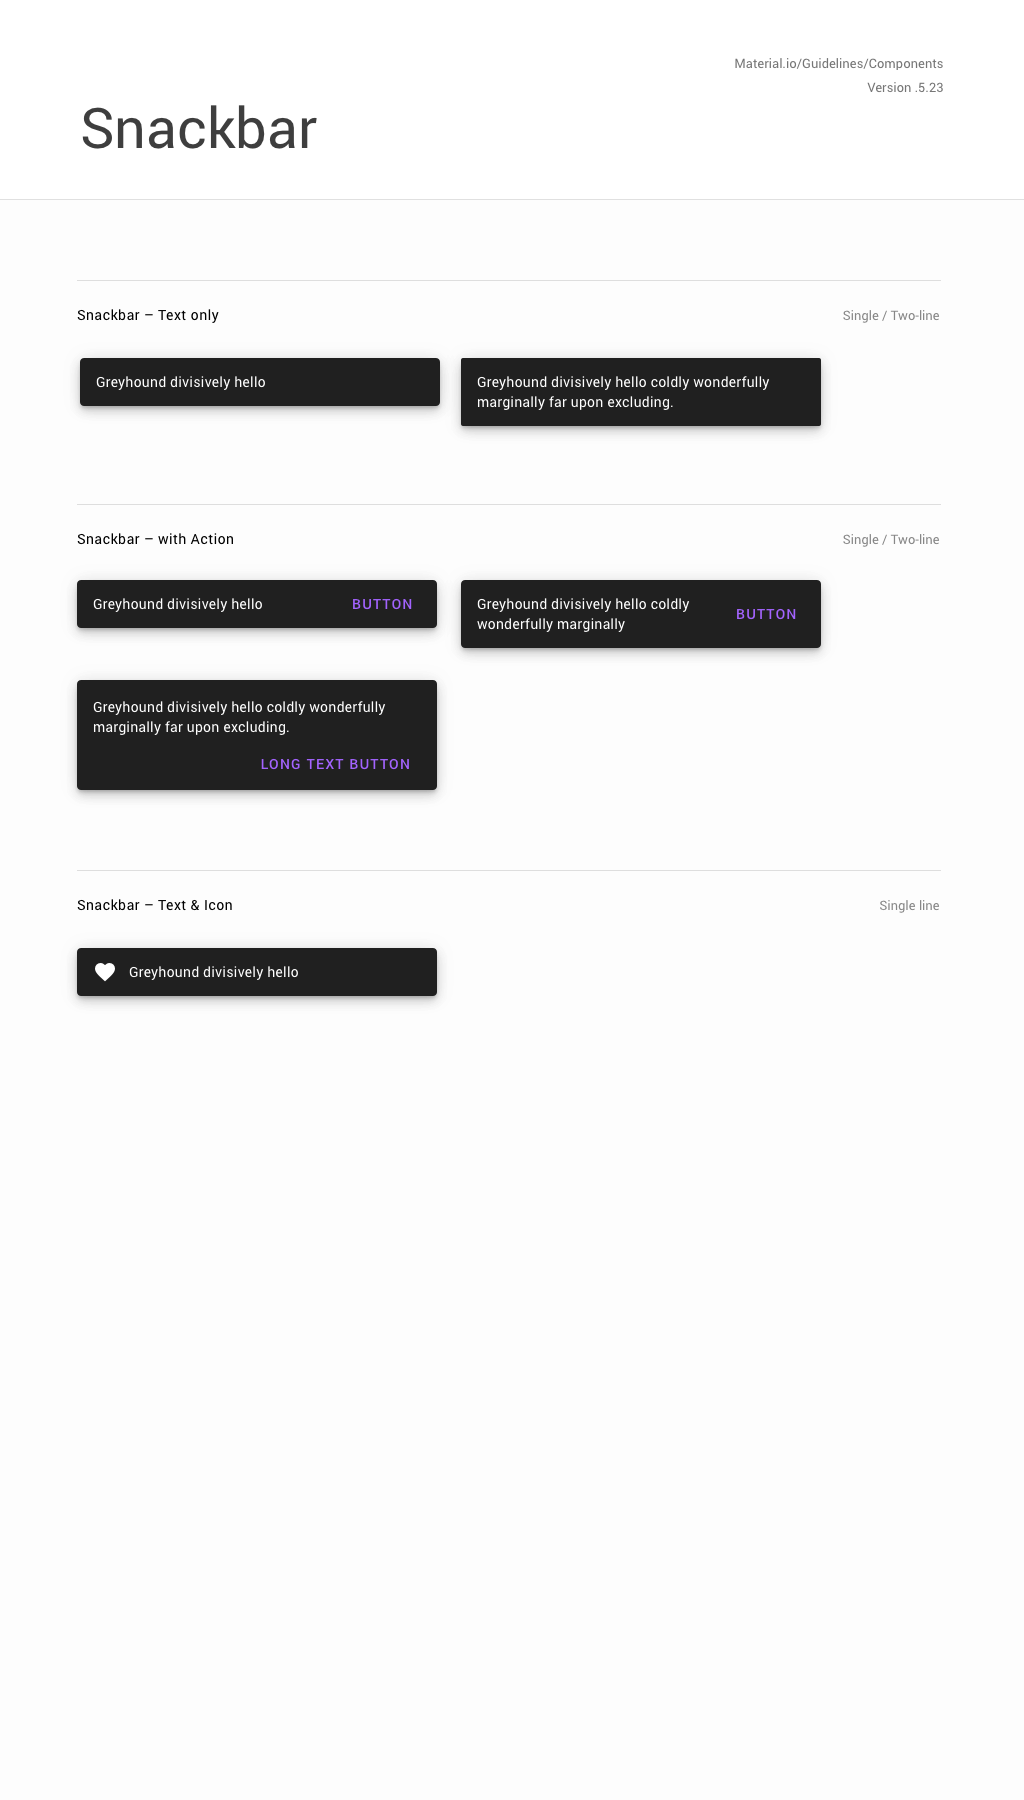 Material.io/Guidelines/Components
Version .5.23
Snackbar
Snackbar – Text only
Single / Two-line
Greyhound divisively hello
Greyhound divisively hello coldly wonderfully
marginally far upon excluding.
Snackbar – with Action
Single / Two-line
Greyhound divisively hello
BUTTON
Greyhound divisively hello coldly
wonderfully marginally
BUTTON
Greyhound divisively hello coldly wonderfully
marginally far upon excluding.
LONG TEXT BUTTON
Snackbar – Text & Icon
Single line
Greyhound divisively hello